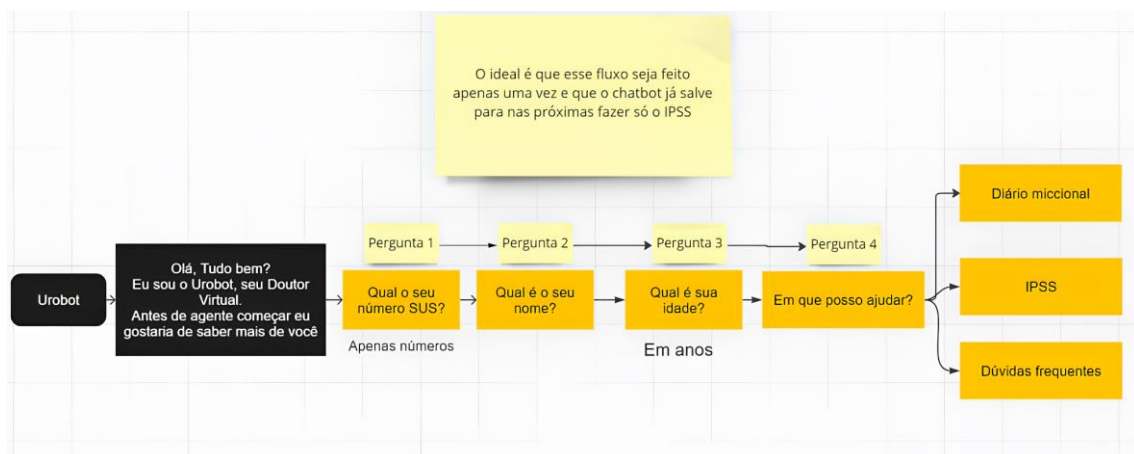 O ideal é que esse fluxo seja feito
apenas uma vez e que o chatbot já salve
para nas próximas fazer só o IPSS
Pergunta 1
Pergunta 2
Pergunta 3
Pergunta 4
Urobot
Olá, Tudo bem?
Eu sou o Urobot, seu Doutor
Virtual.
Antes de agente começar eu
gostaria de saber mais de você
Qual o seu
número SUS?
Apenas números
Qual é o seu
nome?
Qual é sua
idade?
Em anos
Em que posso ajudar?
Diário miccional
IPSS
Dúvidas frequentes